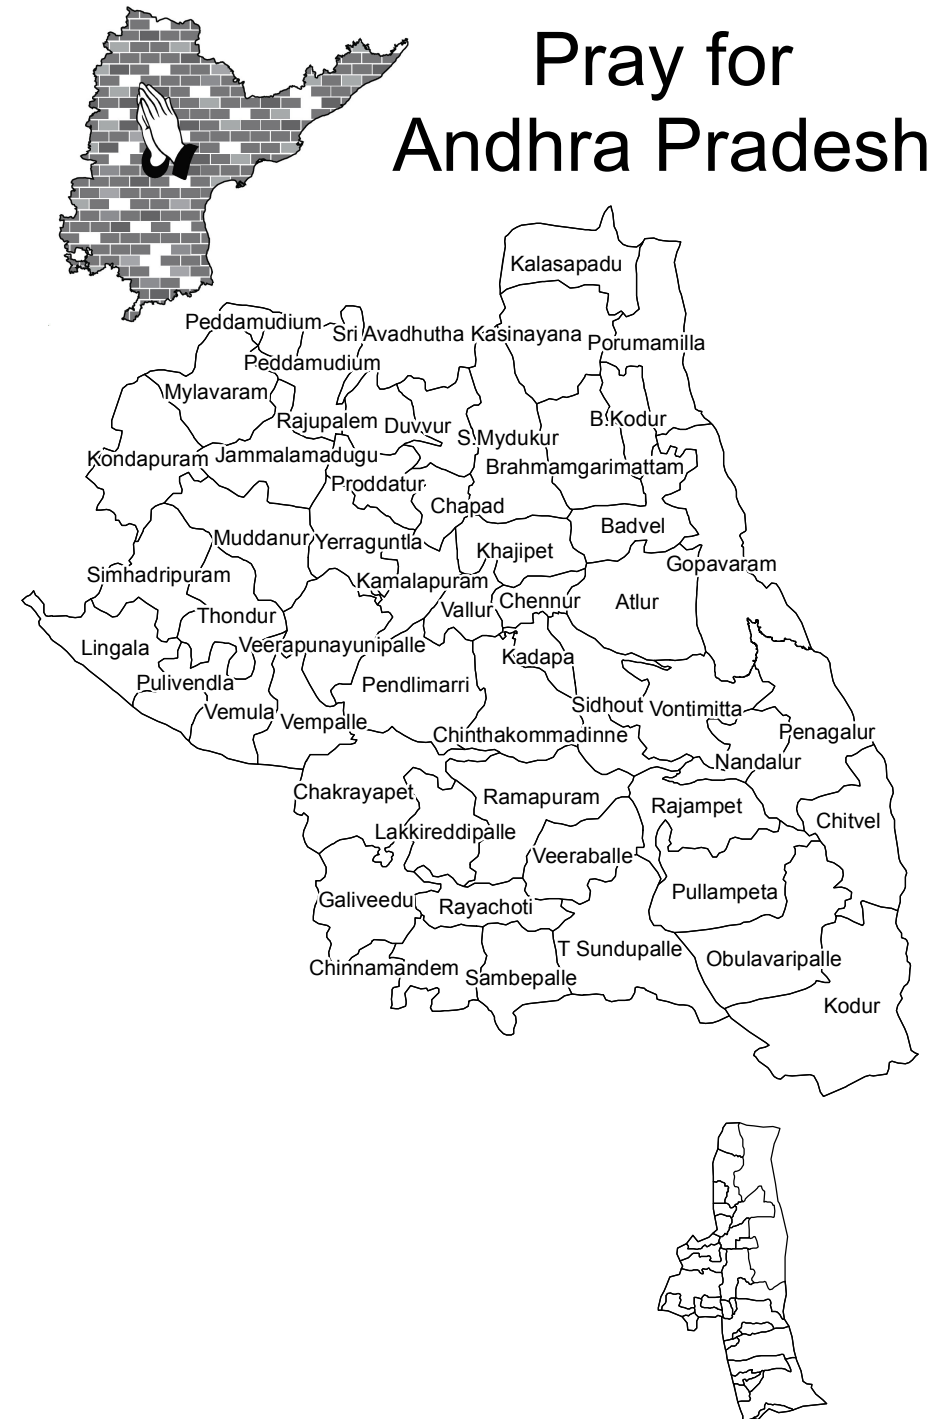 Pray for
Andhra Pradesh
Kalasapadu
Peddamudium
Sri Avadhutha Kasinayana
Porumamilla
Peddamudium
Mylavaram
Rajupalem
Duvvur
B.Kodur
S.Mydukur
Kondapuram
Jammalamadugu
Brahmamgarimattam
Proddatur
Chapad
Badvel
Muddanur
Yerraguntla
Khajipet
Gopavaram
Simhadripuram
Kamalapuram
Vallur
Chennur
Atlur
Thondur
Lingala
Veerapunayunipalle
Kadapa
Pulivendla
Pendlimarri
Vemula
Vempalle
Sidhout
Vontimitta
Chinthakommadinne
Penagalur
Nandalur
Chakrayapet
Ramapuram
Rajampet
Chitvel
Lakkireddipalle
Veeraballe
Galiveedu
Rayachoti
Pullampeta
T Sundupalle
Obulavaripalle
Chinnamandem
Sambepalle
Kodur